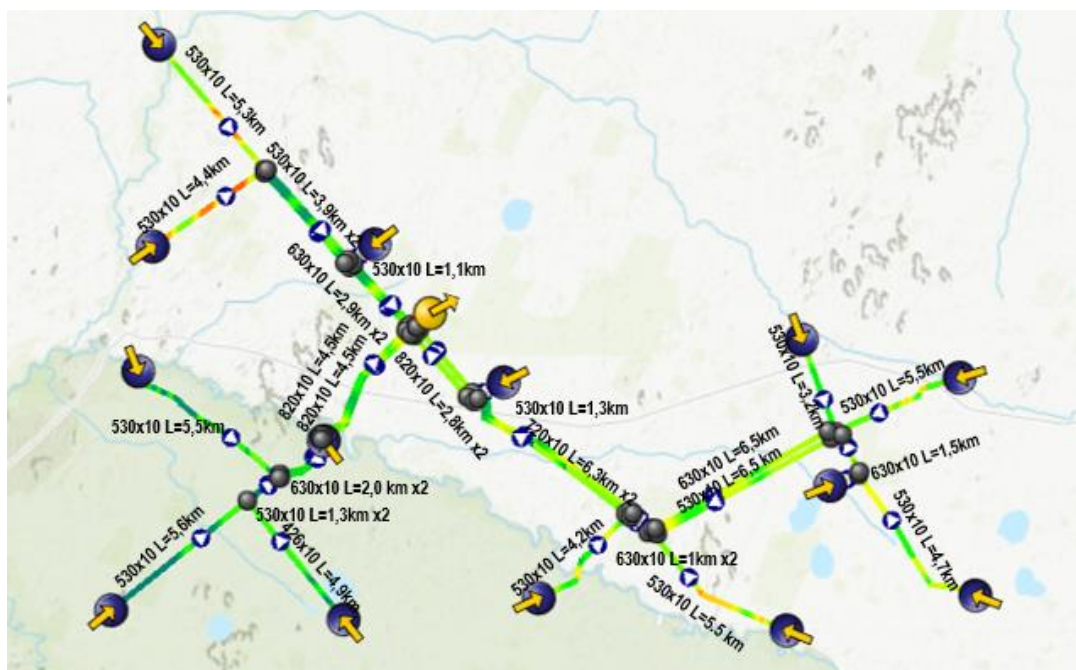 530x10 L=5,3km
530x10 L=4,4km
530x10 L=3,9km x2
530x10 L=1,1km
630x10 L=2,9km x2
820x10 L=4,5km
820x10 L=4,5km
820x10 L=2,8km x2
530x10 L=1,3km
530x10 L=3,2km
530x10 L=5,5km
530x10 L=5,5km
720x10 L=6,3km x2
630x10 L=6,5km
530x10 L=6,5 km
630x10 L=1,5km
630x10 L=2,0 km x2
530x10 L=1,3km x2
530x10 L=5,6km
426x10 L=4,9km
530x10 L=4,2km
630x10 L=1km x2
530x10 L=5.5 km
530x10 L=4,7km